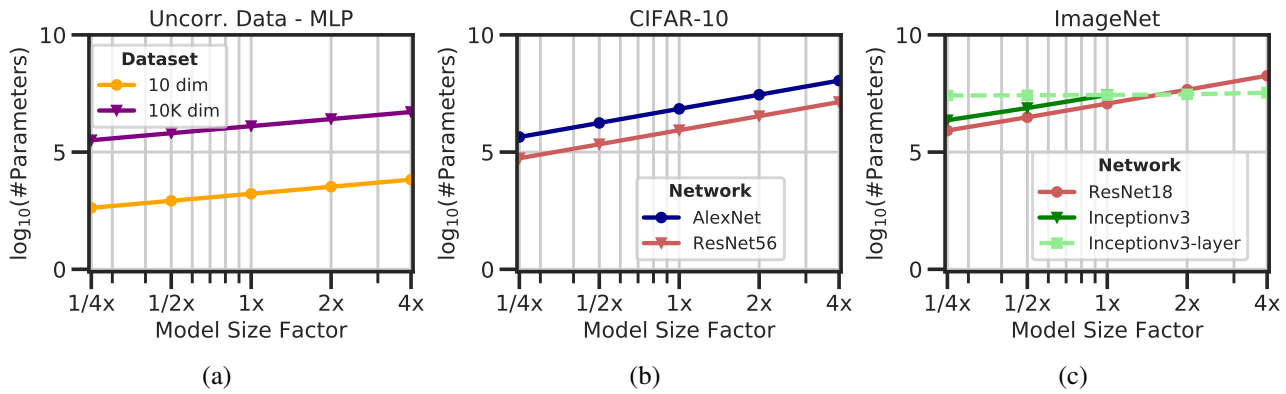 Uncorr. Data - MLP
log₁₀(#Parameters)
10
5
0
Dataset
10 dim
10K dim
1/4x 1/2x 1x 2x 4x
Model Size Factor
(a)
CIFAR-10
log₁₀(#Parameters)
10
5
0
Network
AlexNet
ResNet56
1/4x 1/2x 1x 2x 4x
Model Size Factor
(b)
ImageNet
log₁₀(#Parameters)
10
5
0
Network
ResNet18
Inceptionv3
Inceptionv3-layer
1/4x 1/2x 1x 2x 4x
Model Size Factor
(c)